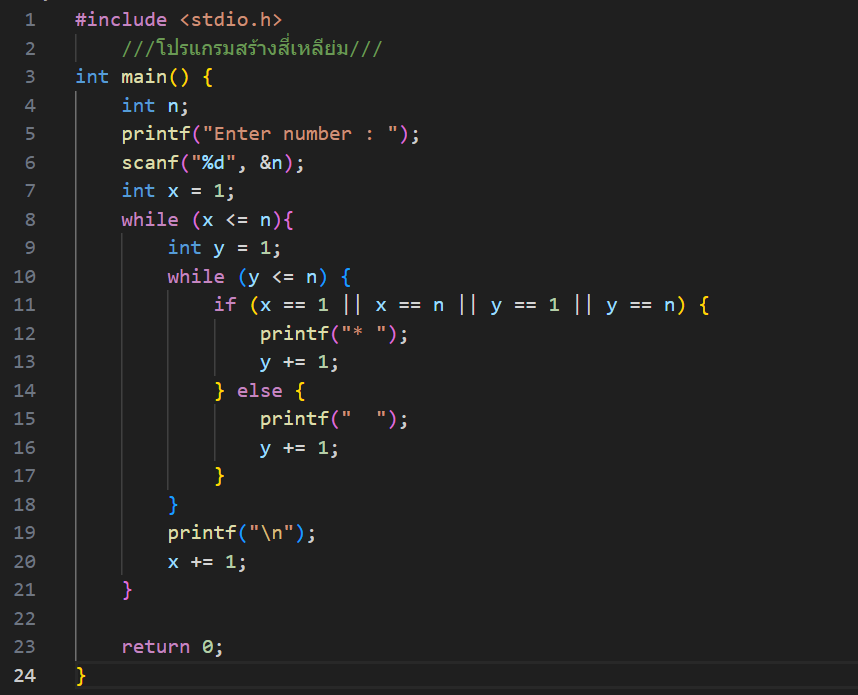 1 #include <stdio.h>
2 ///โปรแกรมสร้างสี่เหลีย่ม///
3 int main() {
4 int n;
5 printf("Enter number : ");
6 scanf("%d", &n);
7 int x = 1;
8 while (x <= n){
9 int y = 1;
10 while (y <= n) {
11 if (x == 1 || x == n || y == 1 || y == n) {
12 printf("* ");
13 y += 1;
14 } else {
15 printf("  ");
16 y += 1;
17 }
18 }
19 printf("\n");
20 x += 1;
21 }
22
23 return 0;
24 }